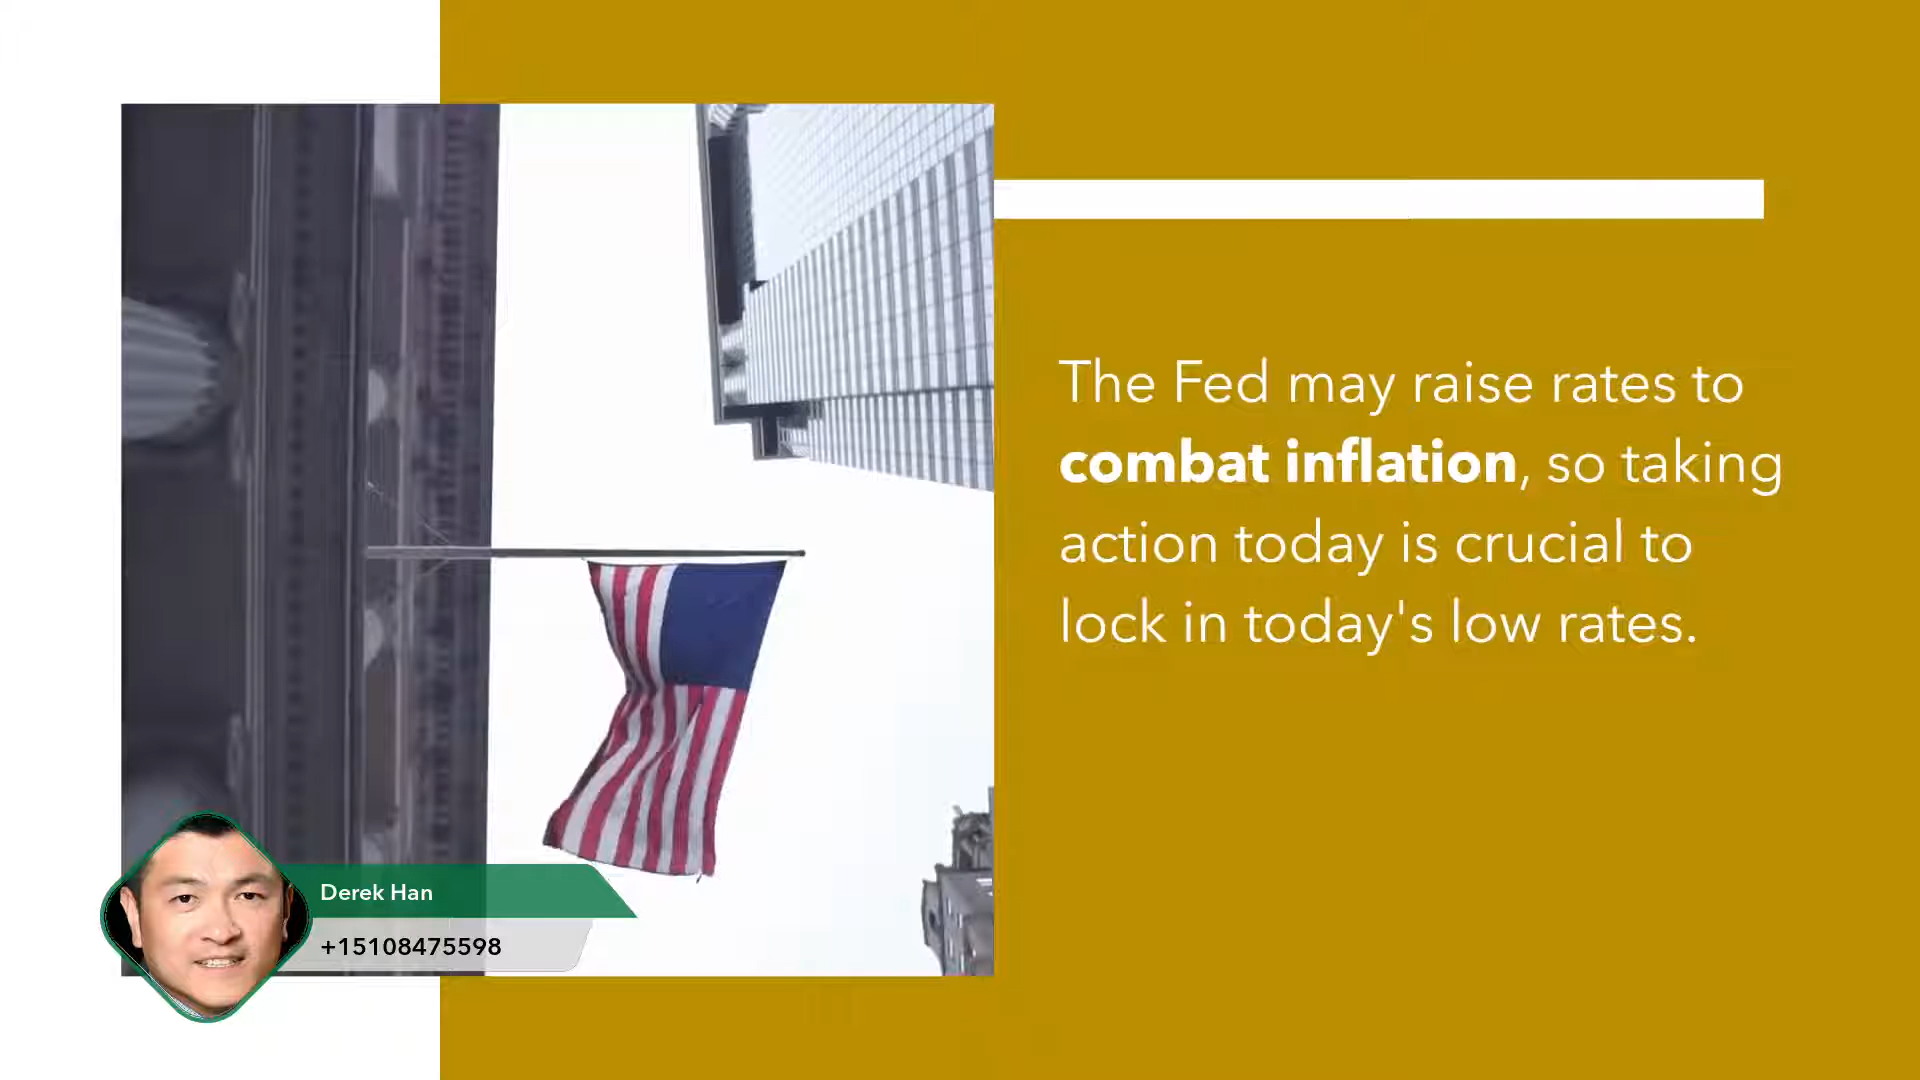 The Fed may raise rates to
combat inflation, so taking
action today is crucial to
lock in today's low rates.
Derek Han
+15108475598